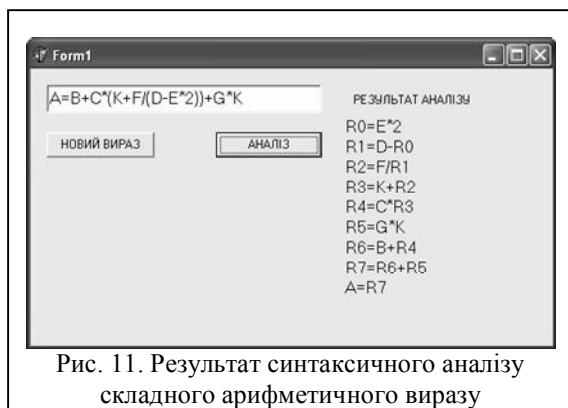 Form1
A=B+C*(K+F/(D-E*2))+G*K
НОВИЙ ВИРАЗ
АНАЛІЗ
РЕЗУЛЬТАТ АНАЛІЗУ
R0=E*2
R1=D-R0
R2=F/R1
R3=K+R2
R4=C*R3
R5=G*K
R6=B+R4
R7=R6+R5
A=R7
Рис. 11. Результат синтаксичного аналізу
складного арифметичного виразу